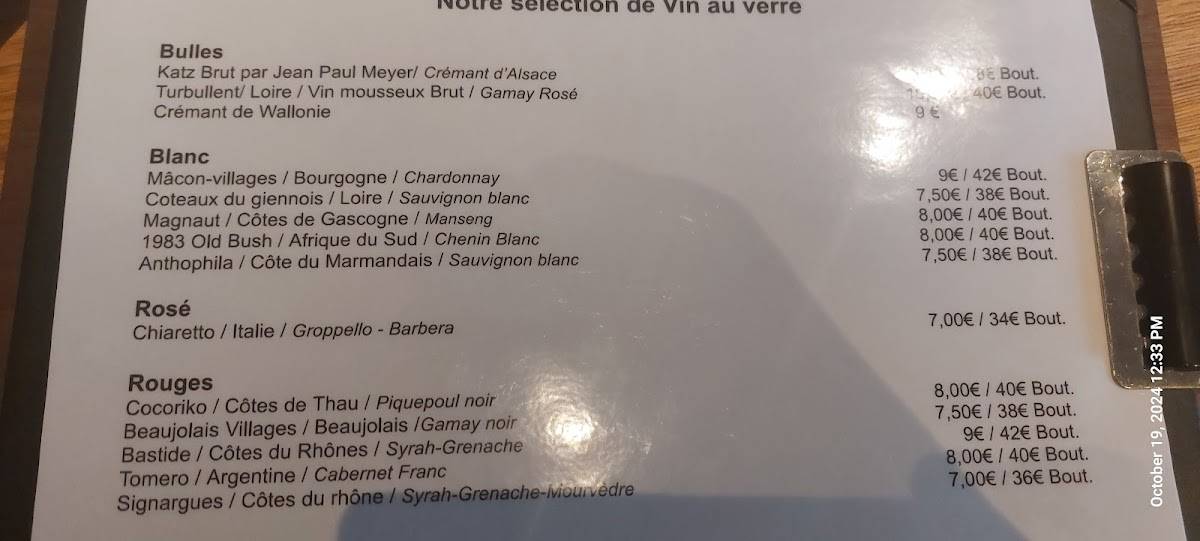 Notre sélection de Vin au verre
Bulles
Katz Brut par Jean Paul Meyer/ Crémant d'Alsace 8€ Bout.
Turbullent/ Loire / Vin mousseux Brut / Gamay Rosé 40€ Bout.
Crémant de Wallonie 9 €
Blanc
Mâcon-villages / Bourgogne / Chardonnay 9€ / 42€ Bout.
Coteaux du giennois / Loire / Sauvignon blanc 7,50€ / 38€ Bout.
Magnaut / Côtes de Gascogne / Manseng 8,00€ / 40€ Bout.
1983 Old Bush / Afrique du Sud / Chenin Blanc 8,00€ / 40€ Bout.
Anthophila / Côte du Marmandais / Sauvignon blanc 7,50€ / 38€ Bout.
Rosé
Chiaretto / Italie / Groppello - Barbera 7,00€ / 34€ Bout.
Rouges
Cocoriko / Côtes de Thau / Piquepoul noir 8,00€ / 40€ Bout.
Beaujolais Villages / Beaujolais /Gamay noir 7,50€ / 38€ Bout.
Bastide / Côtes du Rhônes / Syrah-Grenache 9€ / 42€ Bout.
Tomero / Argentine / Cabernet Franc 8,00€ / 40€ Bout.
Signargues / Côtes du rhône / Syrah-Grenache-Mourvèdre 7,00€ / 36€ Bout.
October 19, 2024 12:33 PM